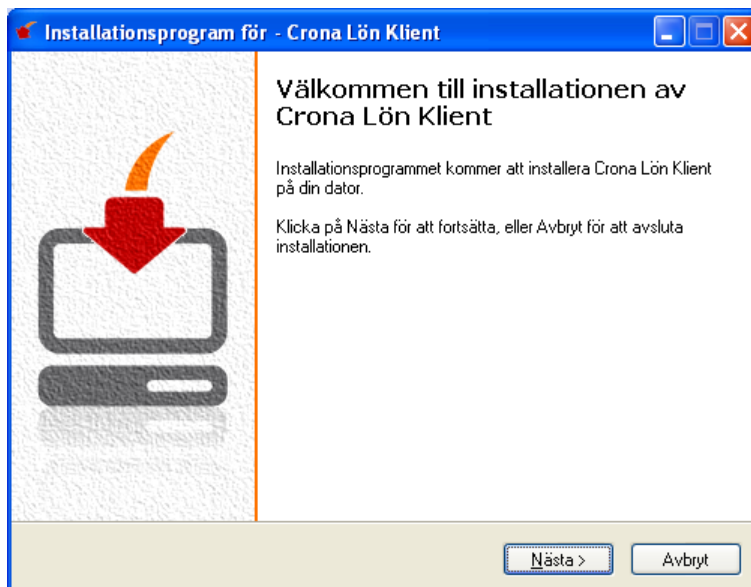 Installationsprogram för - Crona Lön Klient
Välkommen till installationen av
Crona Lön Klient
Installationsprogrammet kommer att installera Crona Lön Klient
på din dator.
Klicka på Nästa för att fortsätta, eller Avbryt för att avsluta
installationen.
Nästa >
Avbryt